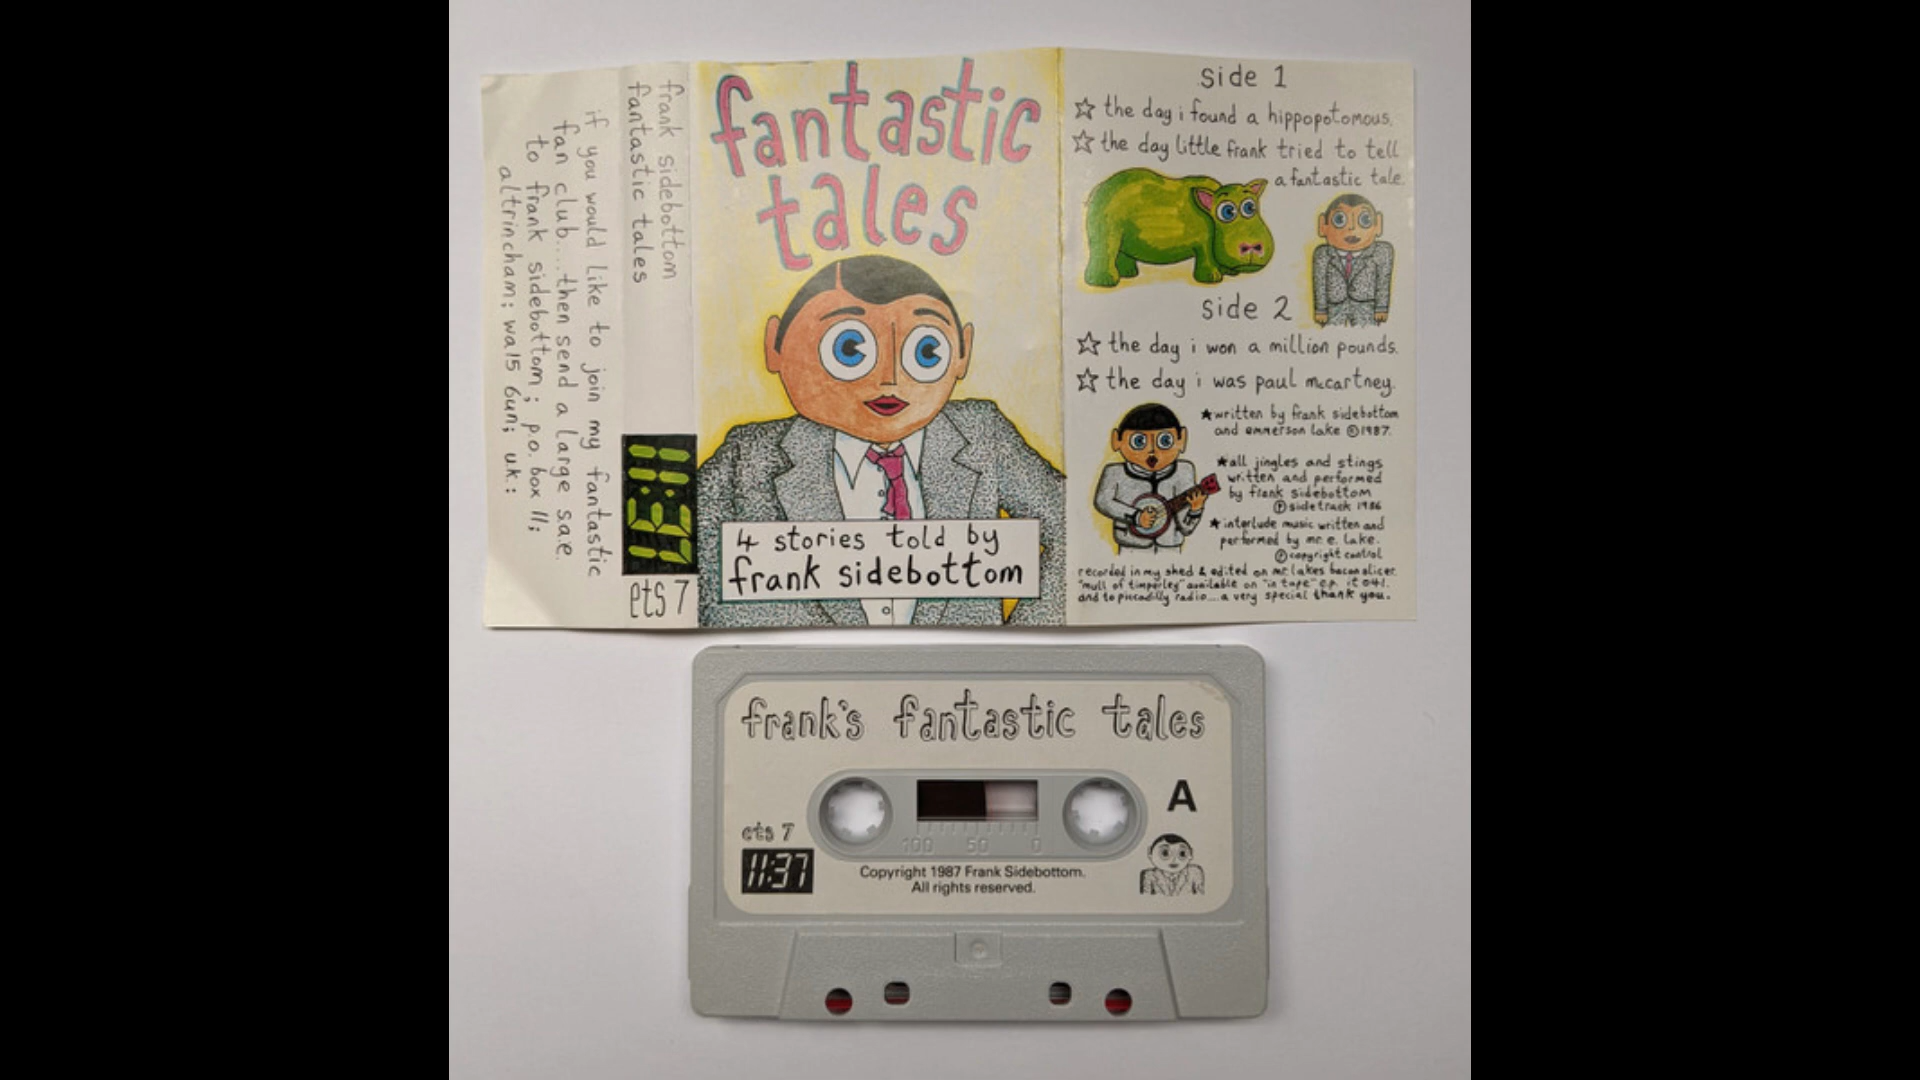 if you would like to join my fantastic
fan club....then send a large s.a.e.
to frank sidebottom; p.o. box 11;
altrincham; wa15 6un; u.k.:
frank sidebottom
fantastic tales
ets 7
fantastic
tales
4 stories told by
frank sidebottom
side 1
☆ the day i found a hippopotomous.
☆ the day little frank tried to tell
a fantastic tale.
side 2
☆ the day i won a million pounds.
☆ the day i was paul mccartney.
★written by frank sidebottom
and emmerson lake ©1987.
★all jingles and stings
written and performed
by frank sidebottom
Ⓟ sidetrack 1986
★interlude music written and
performed by mr. e. lake.
Ⓟ copyright control
recorded in my shed & edited on mr. lakes bacon slicer.
"mull of timperley" available on "in tape" e.p. it 041.
and to piccadilly radio....a very special thank you.
frank's fantastic tales
A
ets 7
11:37
Copyright 1987 Frank Sidebottom.
All rights reserved.
100 50 0